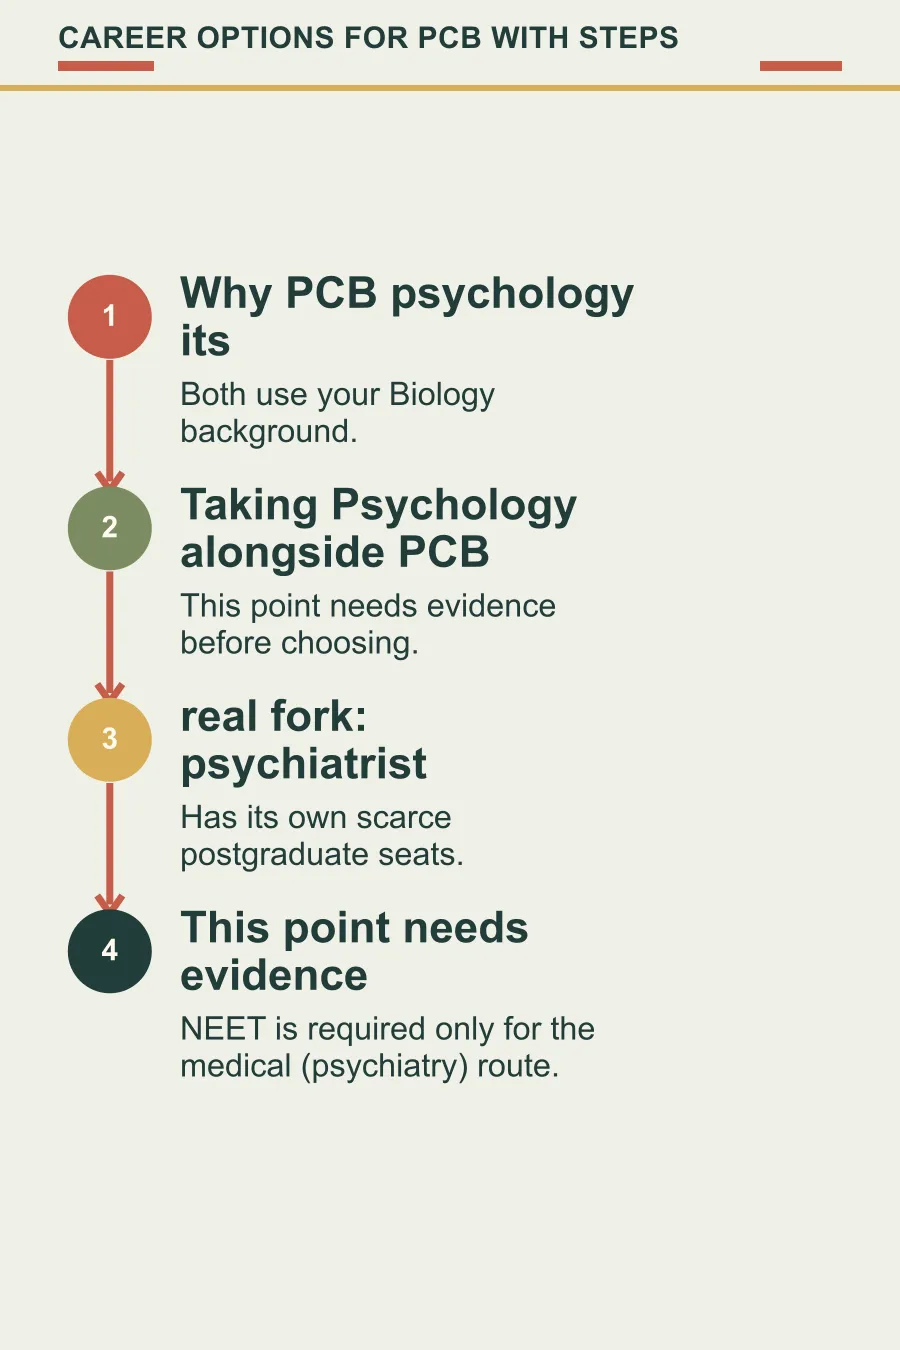 CAREER OPTIONS FOR PCB WITH STEPS
1
Why PCB psychology
its
Both use your Biology
background.
2
Taking Psychology
alongside PCB
This point needs evidence
before choosing.
3
real fork:
psychiatrist
Has its own scarce
postgraduate seats.
4
This point needs
evidence
NEET is required only for the
medical (psychiatry) route.